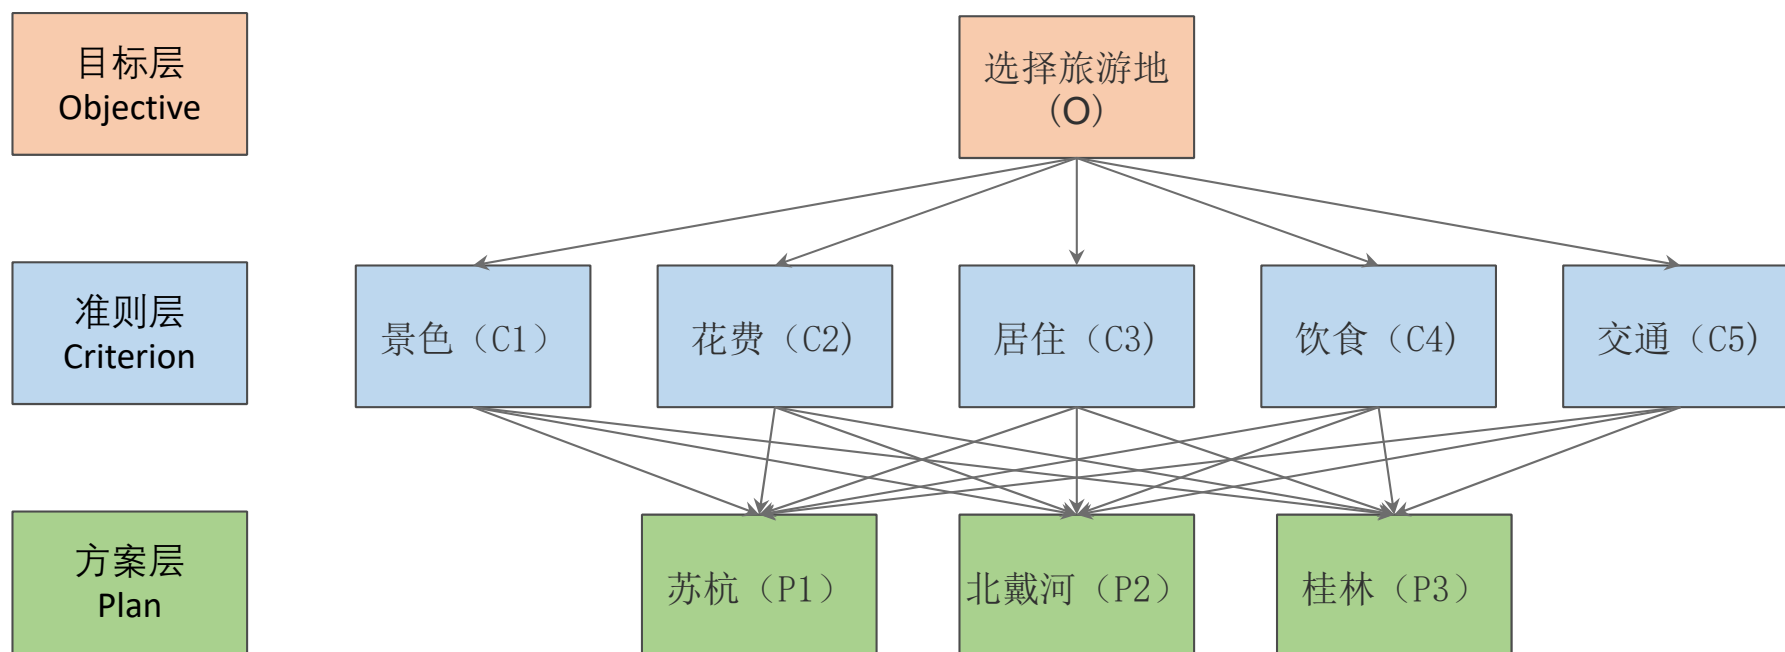 目标层
Objective
选择旅游地
(O)
准则层
Criterion
景色（C1）
花费（C2)
居住（C3)
饮食（C4)
交通（C5)
方案层
Plan
苏杭（P1）
北戴河（P2）
桂林（P3）